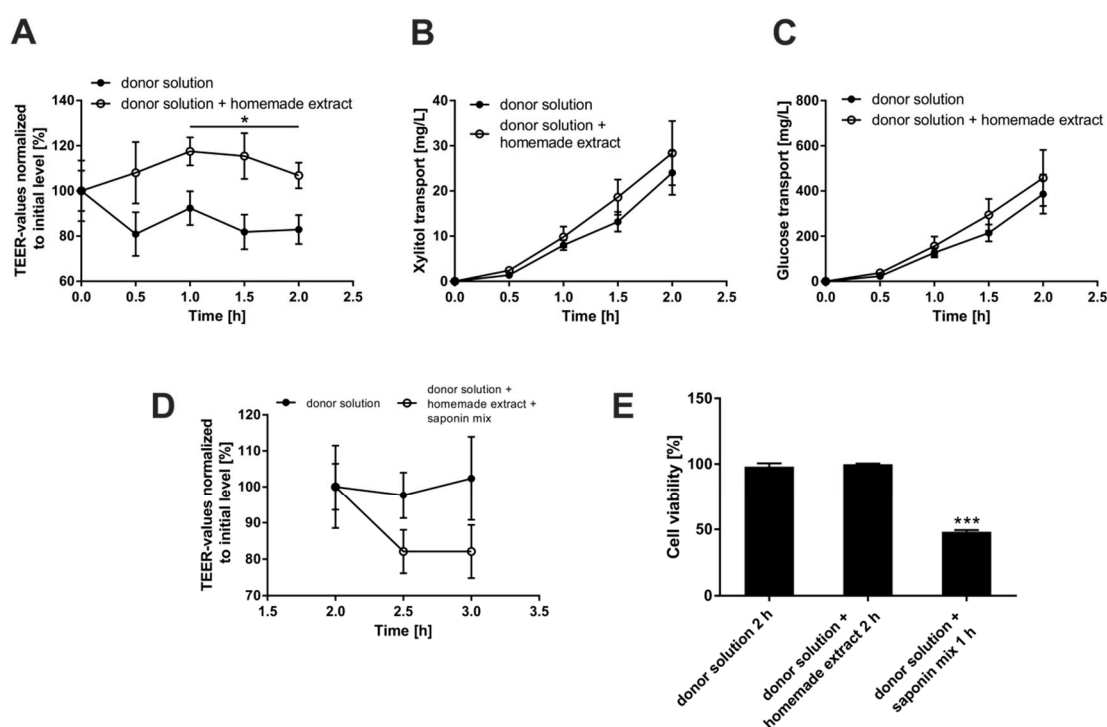 A
donor solution
donor solution + homemade extract
TEER-values normalized
to initial level [%]
140
120
100
80
60
*
0.0 0.5 1.0 1.5 2.0 2.5
Time [h]
B
donor solution
donor solution +
homemade extract
Xylitol transport [mg/L]
40
30
20
10
0
0.0 0.5 1.0 1.5 2.0 2.5
Time [h]
C
donor solution
donor solution + homemade extract
Glucose transport [mg/L]
800
600
400
200
0
0.0 0.5 1.0 1.5 2.0 2.5
Time [h]
D
donor solution
donor solution +
homemade extract +
saponin mix
TEER-values normalized
to initial level [%]
120
110
100
90
80
70
1.5 2.0 2.5 3.0 3.5
Time [h]
E
Cell viability [%]
150
100
50
0
***
donor solution 2 h
donor solution +
homemade extract 2 h
donor solution +
saponin mix 1 h